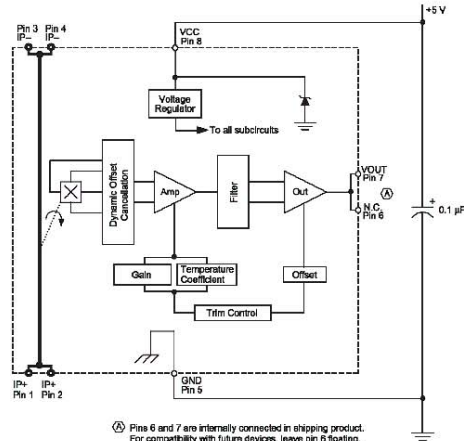 +5 V
Pin 3 Pin 4
IP– IP–
VCC
Pin 8
Voltage
Regulator
To all subcircuits
Dynamic Offset
Cancellation
Amp
Filter
Out
VOUT
Pin 7
A
N.C.
Pin 6
+
0.1 µF
Gain
Temperature
Coefficient
Offset
Trim Control
IP+ IP+
Pin 1 Pin 2
GND
Pin 5
A Pins 6 and 7 are internally connected in shipping product.
For compatibility with future devices, leave pin 6 floating.